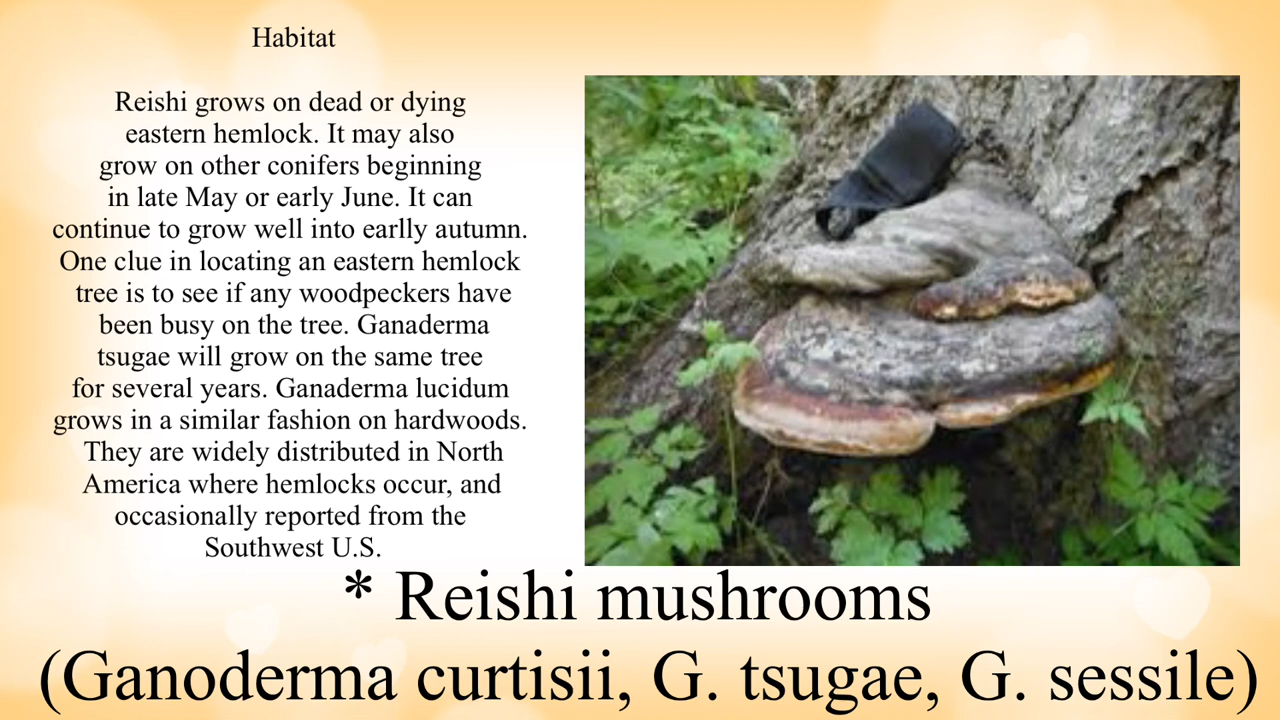 Habitat
Reishi grows on dead or dying
eastern hemlock. It may also
grow on other conifers beginning
in late May or early June. It can
continue to grow well into earlly autumn.
One clue in locating an eastern hemlock
tree is to see if any woodpeckers have
been busy on the tree. Ganaderma
tsugae will grow on the same tree
for several years. Ganaderma lucidum
grows in a similar fashion on hardwoods.
They are widely distributed in North
America where hemlocks occur, and
occasionally reported from the
Southwest U.S.
* Reishi mushrooms
(Ganoderma curtisii, G. tsugae, G. sessile)